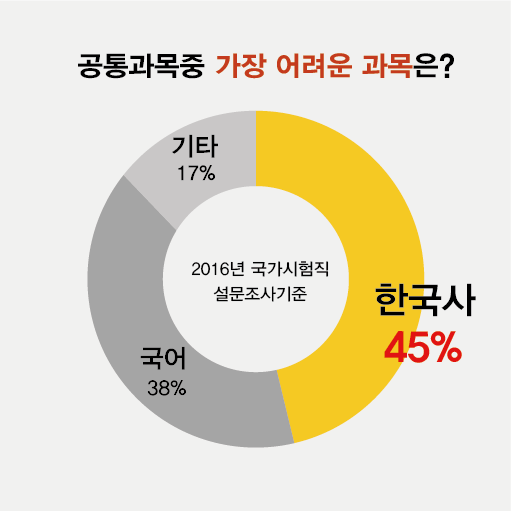 공통과목중 가장 어려운 과목은?
기타
17%
2016년 국가시험직
설문조사기준
한국사
45%
국어
38%